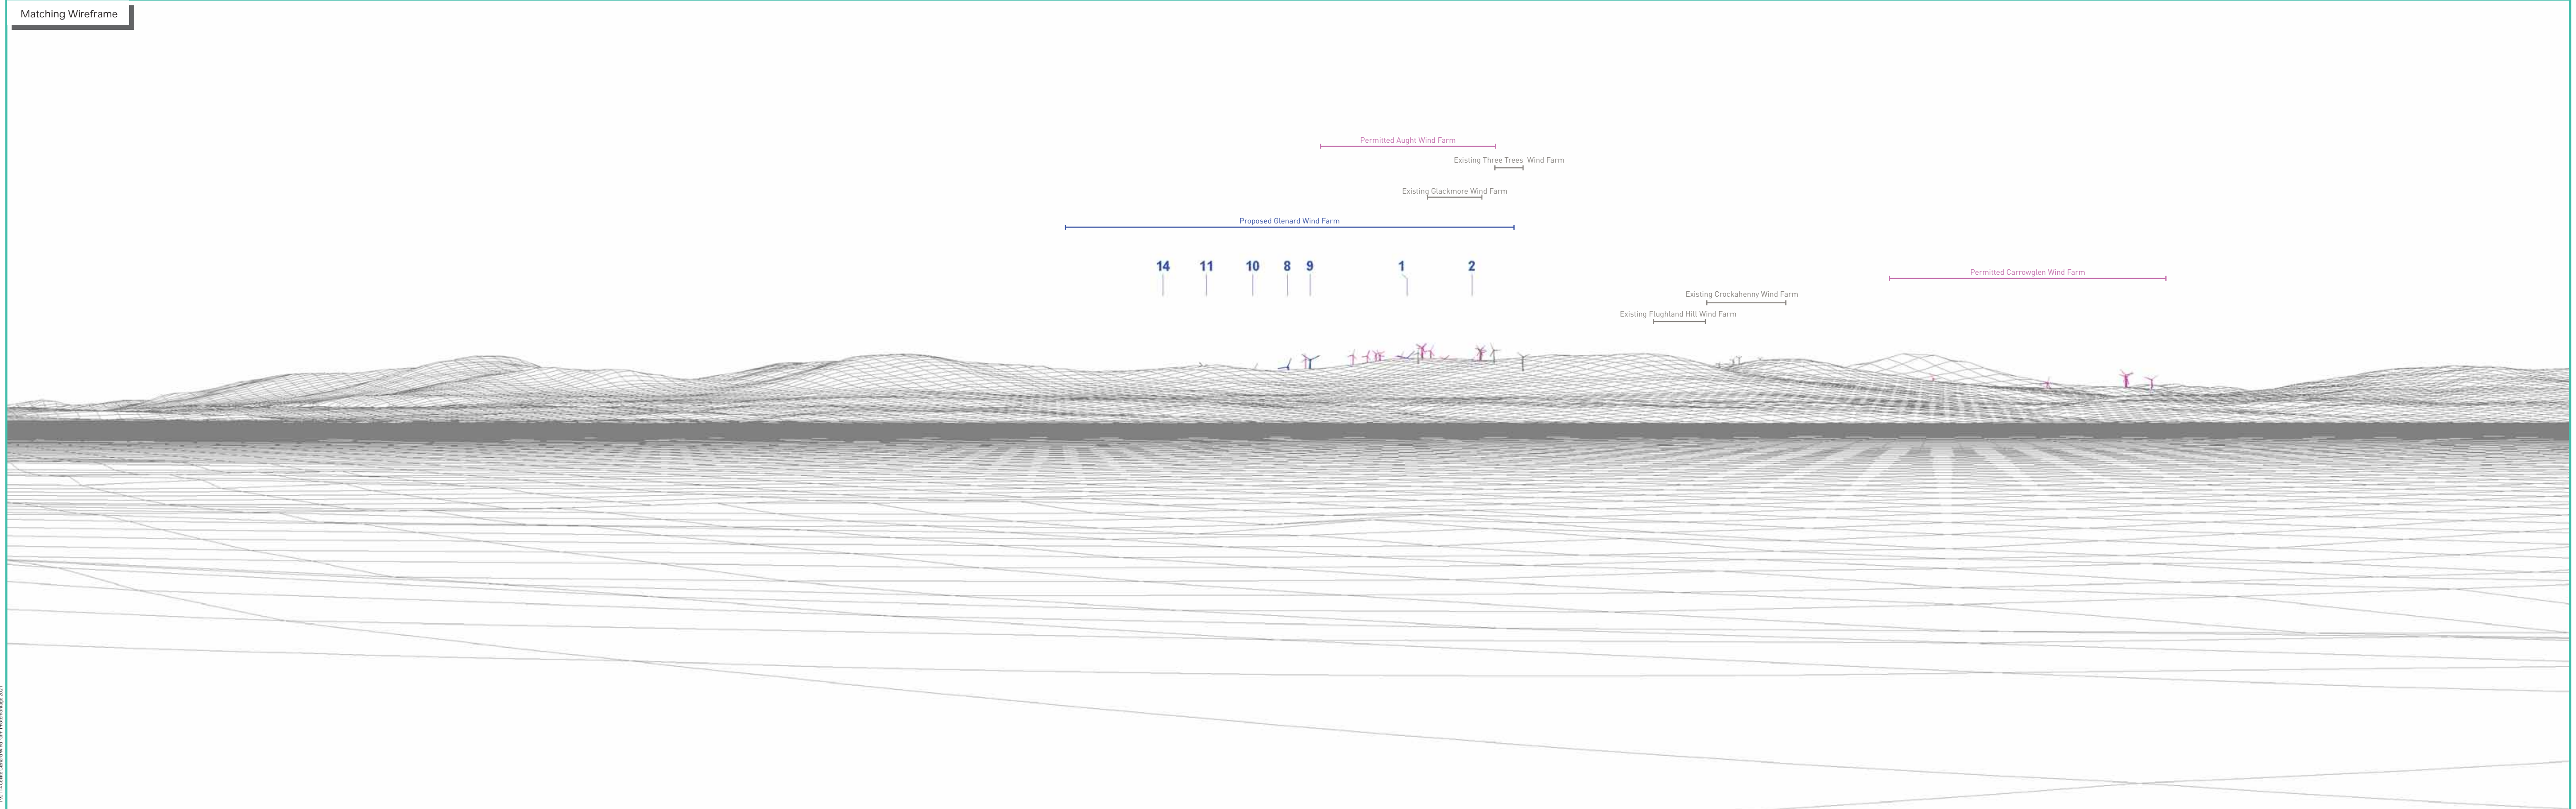 Matching Wireframe
Permitted Aught Wind Farm
Existing Three Trees Wind Farm
Existing Glackmore Wind Farm
Proposed Glenard Wind Farm
14 11 10 8 9 1 2
Permitted Carrowglen Wind Farm
Existing Crockahenny Wind Farm
Existing Flughland Hill Wind Farm